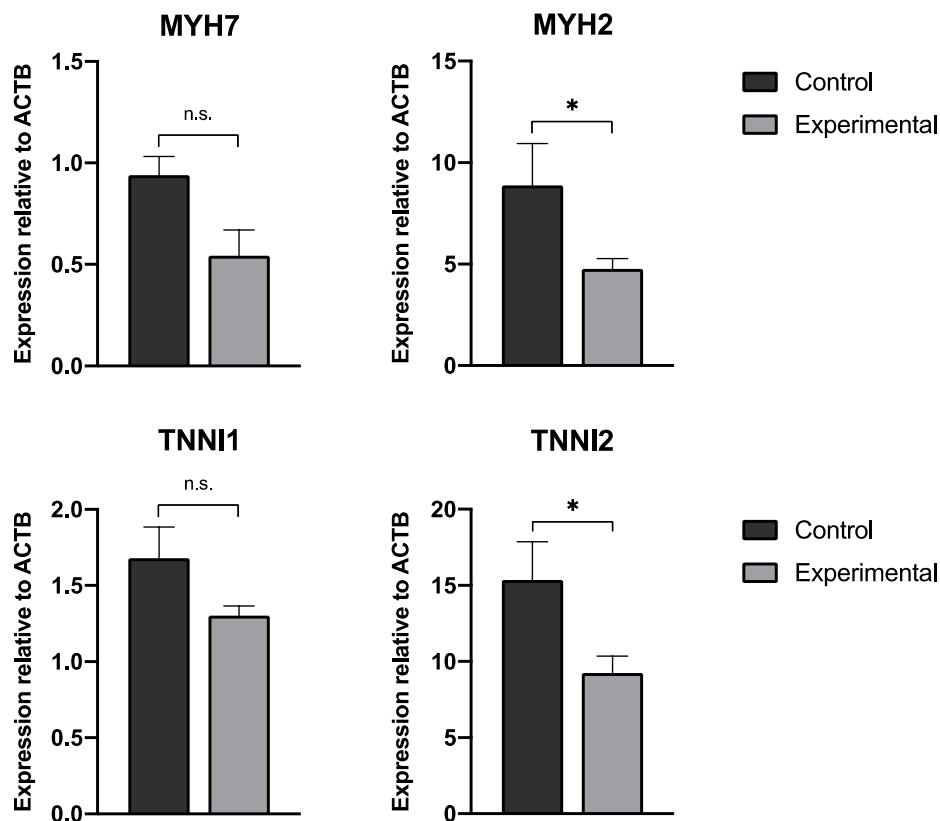 MYH7
Expression relative to ACTB
1.5
1.0
0.5
0.0
n.s.
MYH2
Expression relative to ACTB
15
10
5
0
*
Control
Experimental
TNNI1
Expression relative to ACTB
2.0
1.5
1.0
0.5
0.0
n.s.
TNNI2
Expression relative to ACTB
20
15
10
5
0
*
Control
Experimental